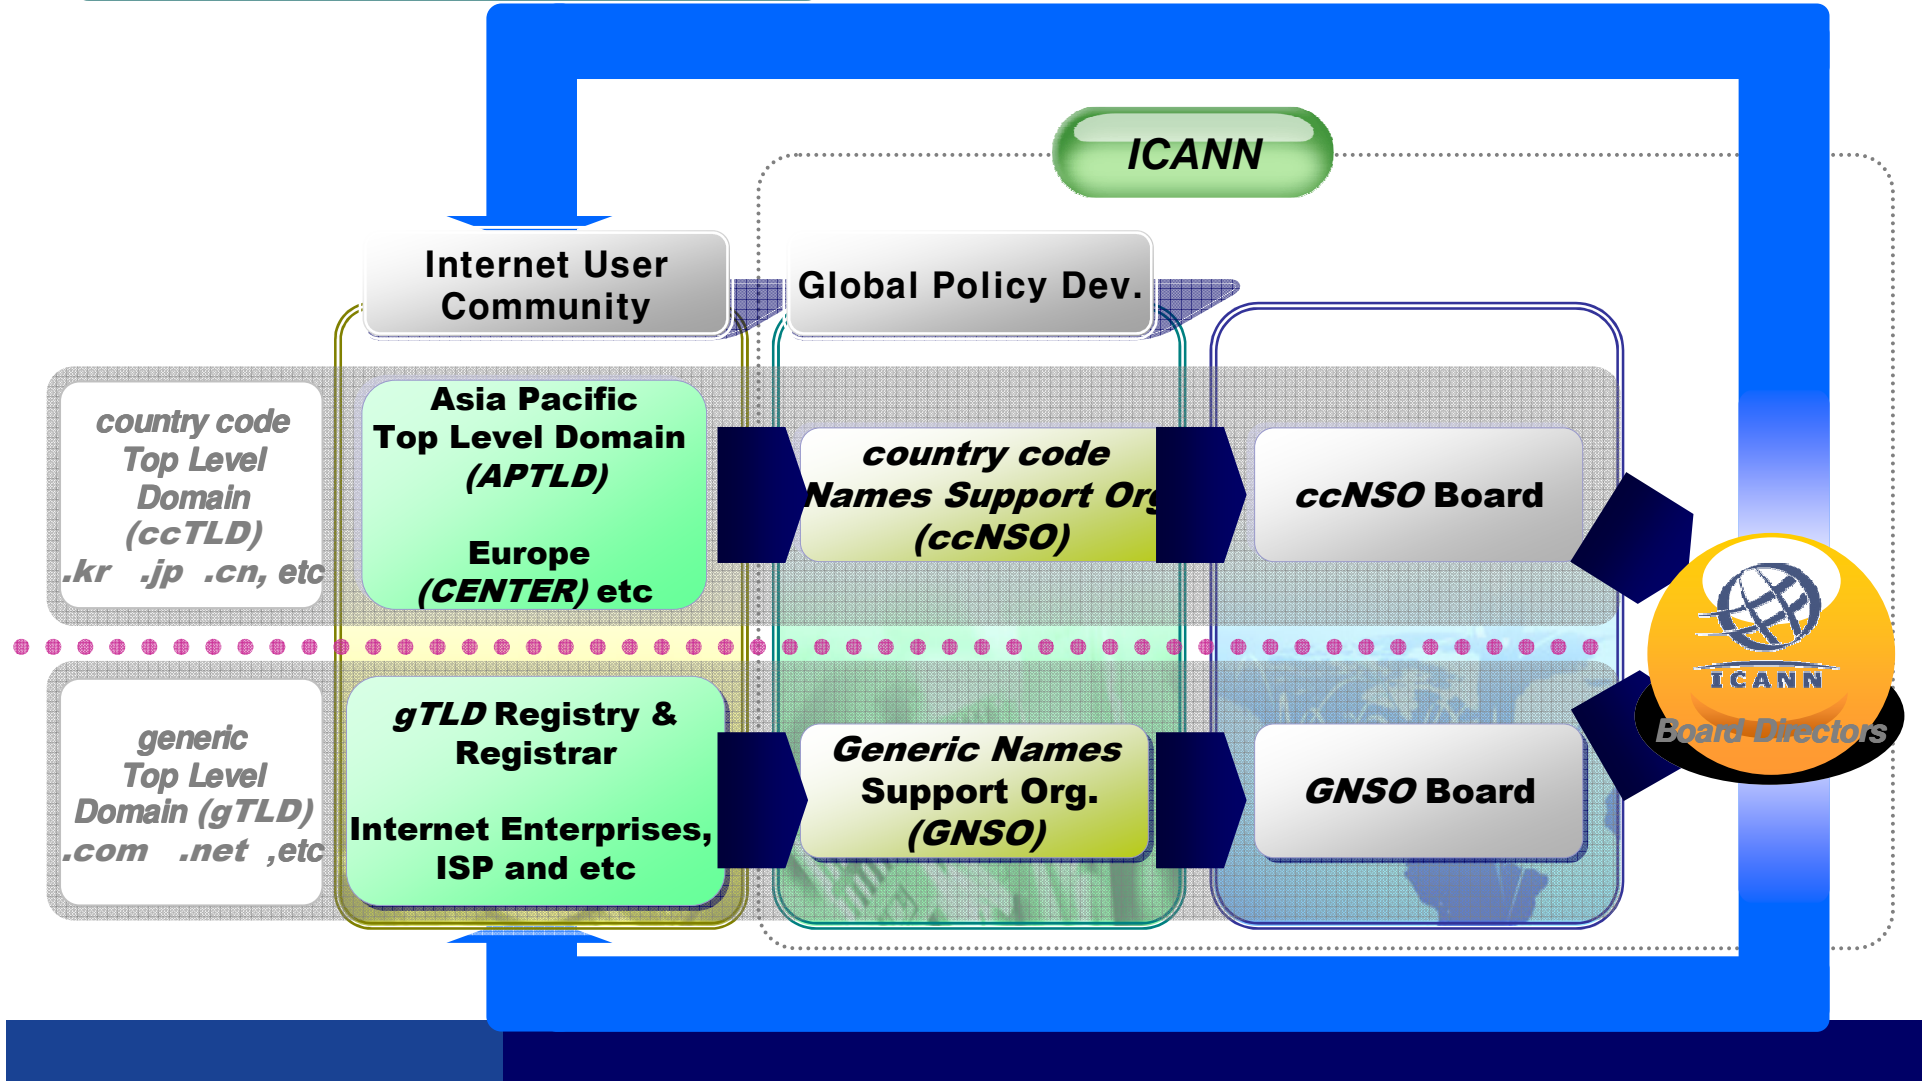 ICANN
Internet User
Community
Global Policy Dev.
country code
Top Level
Domain
(ccTLD)
.kr .jp .cn, etc
Asia Pacific
Top Level Domain
(APTLD)
Europe
(CENTER) etc
country code
Names Support Org
(ccNSO)
ccNSO Board
generic
Top Level
Domain (gTLD)
.com .net ,etc
gTLD Registry &
Registrar
Internet Enterprises,
ISP and etc
Generic Names
Support Org.
(GNSO)
GNSO Board
ICANN
Board Directors